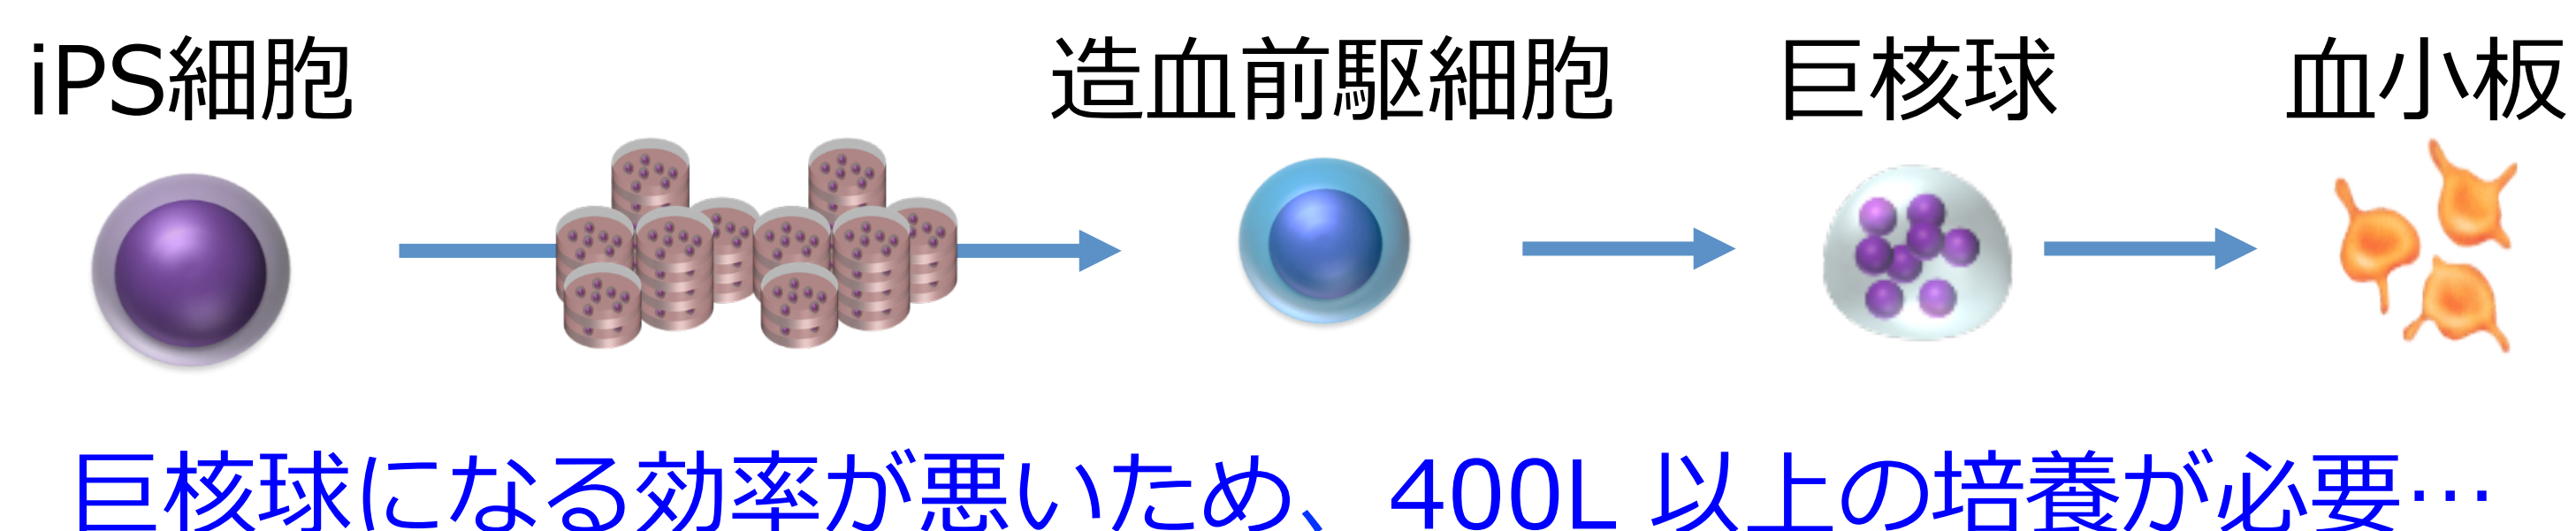 iPS細胞 造血前駆細胞 巨核球 血小板
巨核球になる効率が悪いため、 400L 以上の培養が必要…